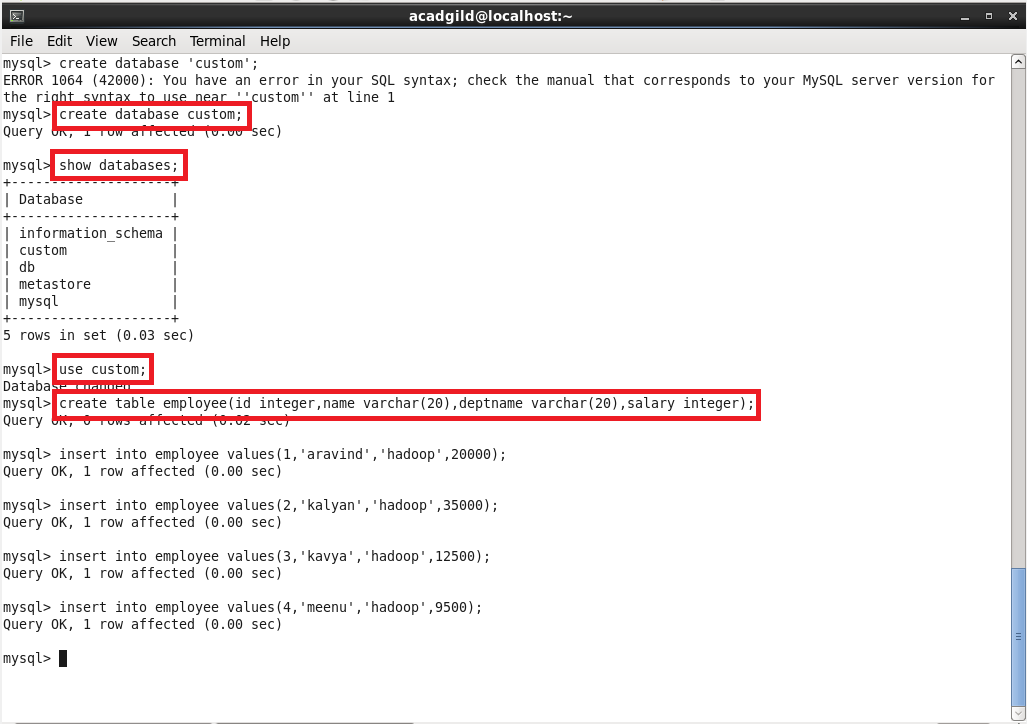 acadgild@localhost:~
File Edit View Search Terminal Help
mysql> create database 'custom';
ERROR 1064 (42000): You have an error in your SQL syntax; check the manual that corresponds to your MySQL server version for
the right syntax to use near ''custom'' at line 1
mysql> create database custom;
Query OK, 1 row affected (0.00 sec)
mysql> show databases;
+--------------------+
| Database           |
+--------------------+
| information_schema |
| custom             |
| db                 |
| metastore          |
| mysql              |
+--------------------+
5 rows in set (0.03 sec)
mysql> use custom;
Database changed
mysql> create table employee(id integer,name varchar(20),deptname varchar(20),salary integer);
Query OK, 0 rows affected (0.02 sec)
mysql> insert into employee values(1,'aravind','hadoop',20000);
Query OK, 1 row affected (0.00 sec)
mysql> insert into employee values(2,'kalyan','hadoop',35000);
Query OK, 1 row affected (0.00 sec)
mysql> insert into employee values(3,'kavya','hadoop',12500);
Query OK, 1 row affected (0.00 sec)
mysql> insert into employee values(4,'meenu','hadoop',9500);
Query OK, 1 row affected (0.00 sec)
mysql>